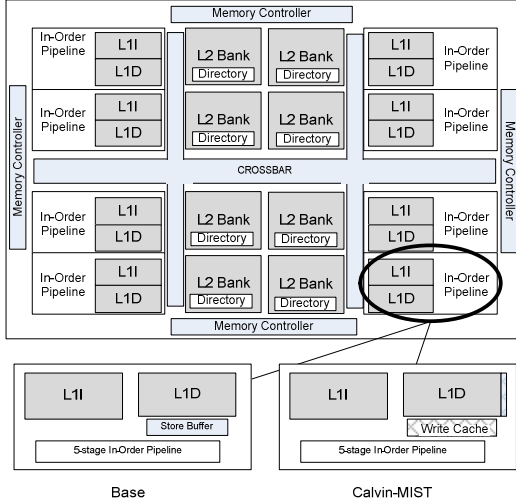 Memory Controller
In-Order
Pipeline
L1I
L1D
L2 Bank
Directory
L2 Bank
Directory
L1I
L1D
In-Order
Pipeline
In-Order
Pipeline
L1I
L1D
L2 Bank
Directory
L2 Bank
Directory
L1I
L1D
In-Order
Pipeline
Memory Controller
Memory Controller
CROSSBAR
In-Order
Pipeline
L1I
L1D
L2 Bank
Directory
L2 Bank
Directory
L1I
L1D
In-Order
Pipeline
In-Order
Pipeline
L1I
L1D
L2 Bank
Directory
L2 Bank
Directory
L1I
L1D
In-Order
Pipeline
Memory Controller
L1I
L1D
Store Buffer
5-stage In-Order Pipeline
Base
L1I
L1D
Write Cache
5-stage In-Order Pipeline
Calvin-MIST